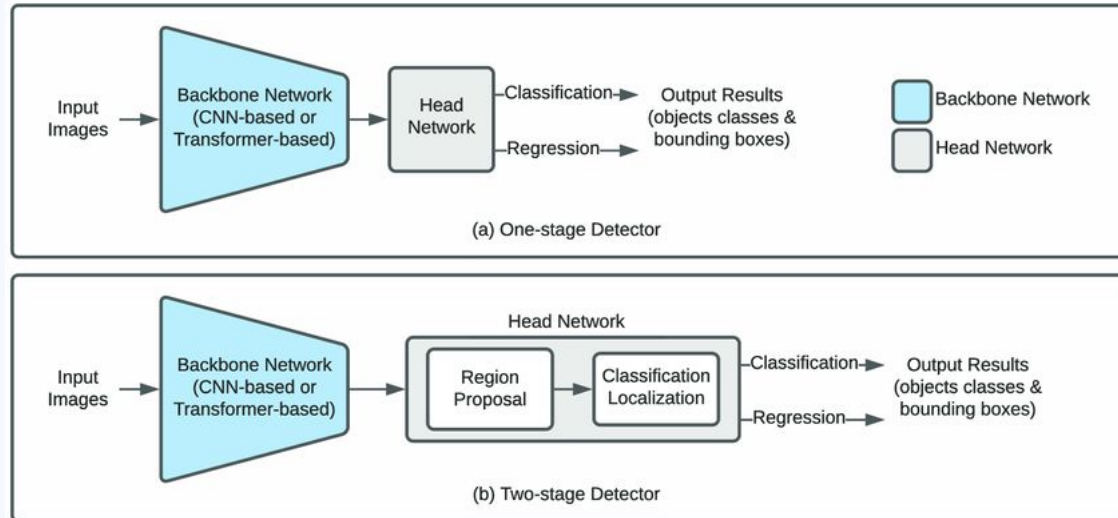 Input
Images
Backbone Network
(CNN-based or
Transformer-based)
Head
Network
Classification
Regression
Output Results
(objects classes &
bounding boxes)
Backbone Network
Head Network
(a) One-stage Detector
Input
Images
Backbone Network
(CNN-based or
Transformer-based)
Head Network
Region
Proposal
Classification
Localization
Classification
Regression
Output Results
(objects classes &
bounding boxes)
(b) Two-stage Detector